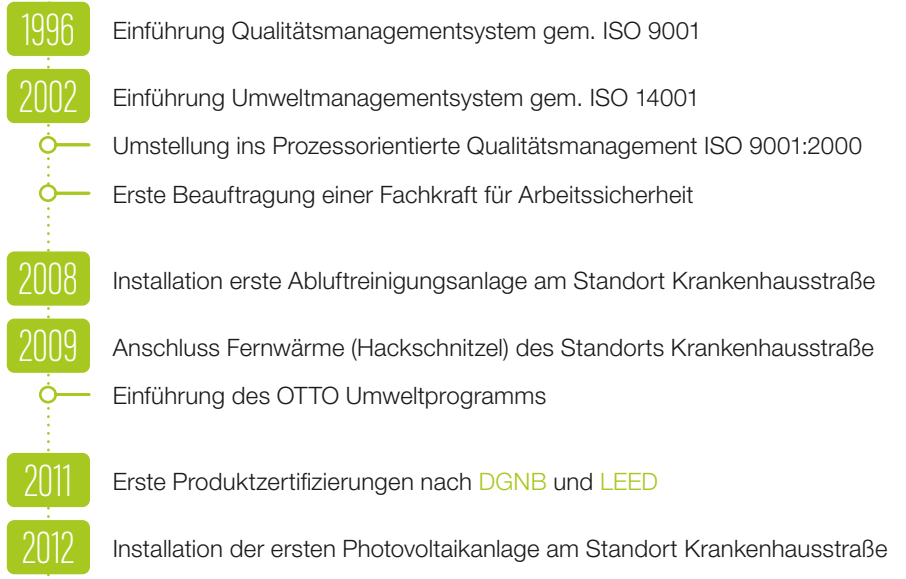 1996 Einführung Qualitätsmanagementsystem gem. ISO 9001
2002 Einführung Umweltmanagementsystem gem. ISO 14001
Umstellung ins Prozessorientierte Qualitätsmanagement ISO 9001:2000
Erste Beauftragung einer Fachkraft für Arbeitssicherheit
2008 Installation erste Abluftreinigungsanlage am Standort Krankenhausstraße
2009 Anschluss Fernwärme (Hackschnitzel) des Standorts Krankenhausstraße
Einführung des OTTO Umweltprogramms
2011 Erste Produktzertifizierungen nach DGNB und LEED
2012 Installation der ersten Photovoltaikanlage am Standort Krankenhausstraße